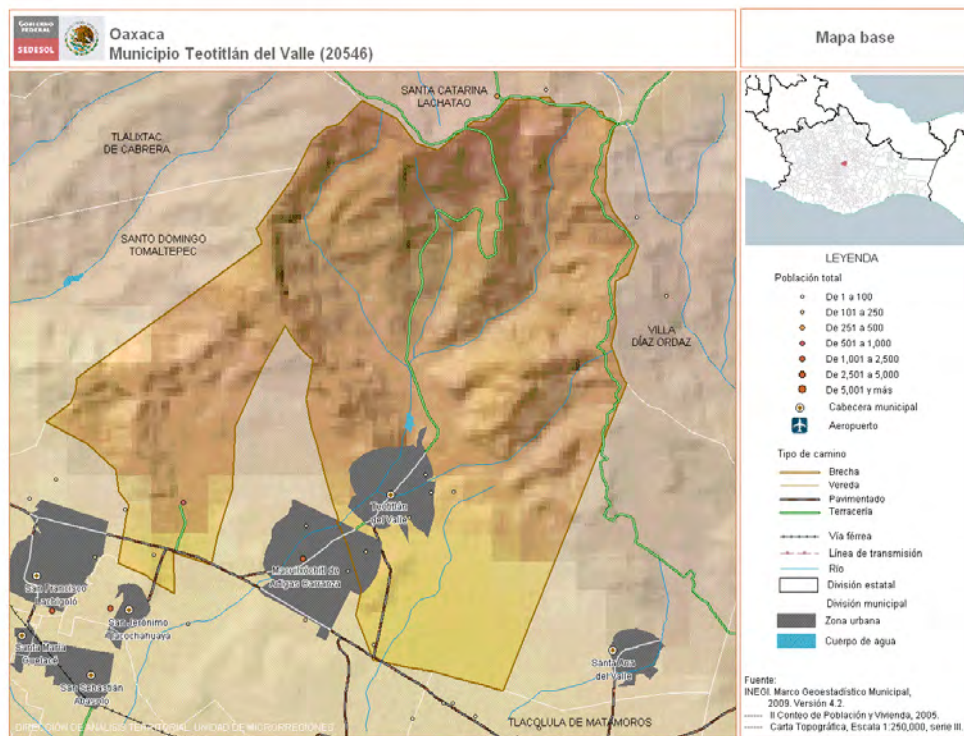 GOBIERNO
FEDERAL
SEDESOL
Oaxaca
Municipio Teotitlán del Valle (20546)
Mapa base
SANTA CATARINA
LACHATAO
TLALIXTAC
DE CABRERA
SANTO DOMINGO
TOMALTEPEC
VILLA
DÍAZ ORDAZ
Teotitlán
del Valle
Macuilxóchitl de
Artigas Carranza
San Francisco
Lachigoló
San Jerónimo
Tlacochahuaya
Santa María
Guelacé
San Sebastián
Abasolo
Santa Ana
del Valle
TLACOLULA DE MATAMOROS
DIRECCIÓN DE ANÁLISIS TERRITORIAL, UNIDAD DE MICRORREGIONES
LEYENDA
Población total
De 1 a 100
De 101 a 250
De 251 a 500
De 501 a 1,000
De 1,001 a 2,500
De 2,501 a 5,000
De 5,001 y más
Cabecera municipal
Aeropuerto
Tipo de camino
Brecha
Vereda
Pavimentado
Terracería
Vía férrea
Línea de transmisión
Río
División estatal
División municipal
Zona urbana
Cuerpo de agua
Fuente:
INEGI. Marco Geoestadístico Municipal,
2009. Versión 4.2.
----- II Conteo de Población y Vivienda, 2005.
----- Carta Topográfica, Escala 1:250,000, serie III.